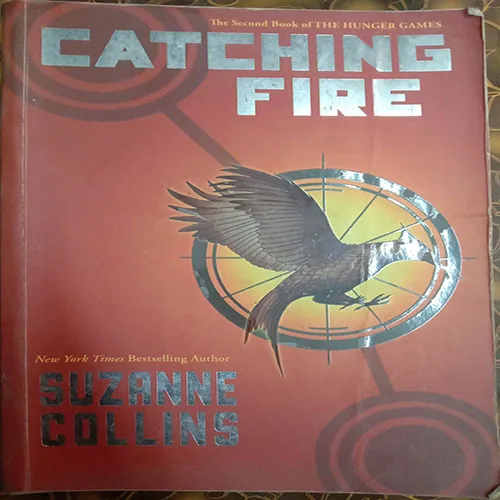 The Second Book of THE HUNGER GAMES
CATCHING
FIRE
New York Times Bestselling Author
SUZANNE
COLLINS